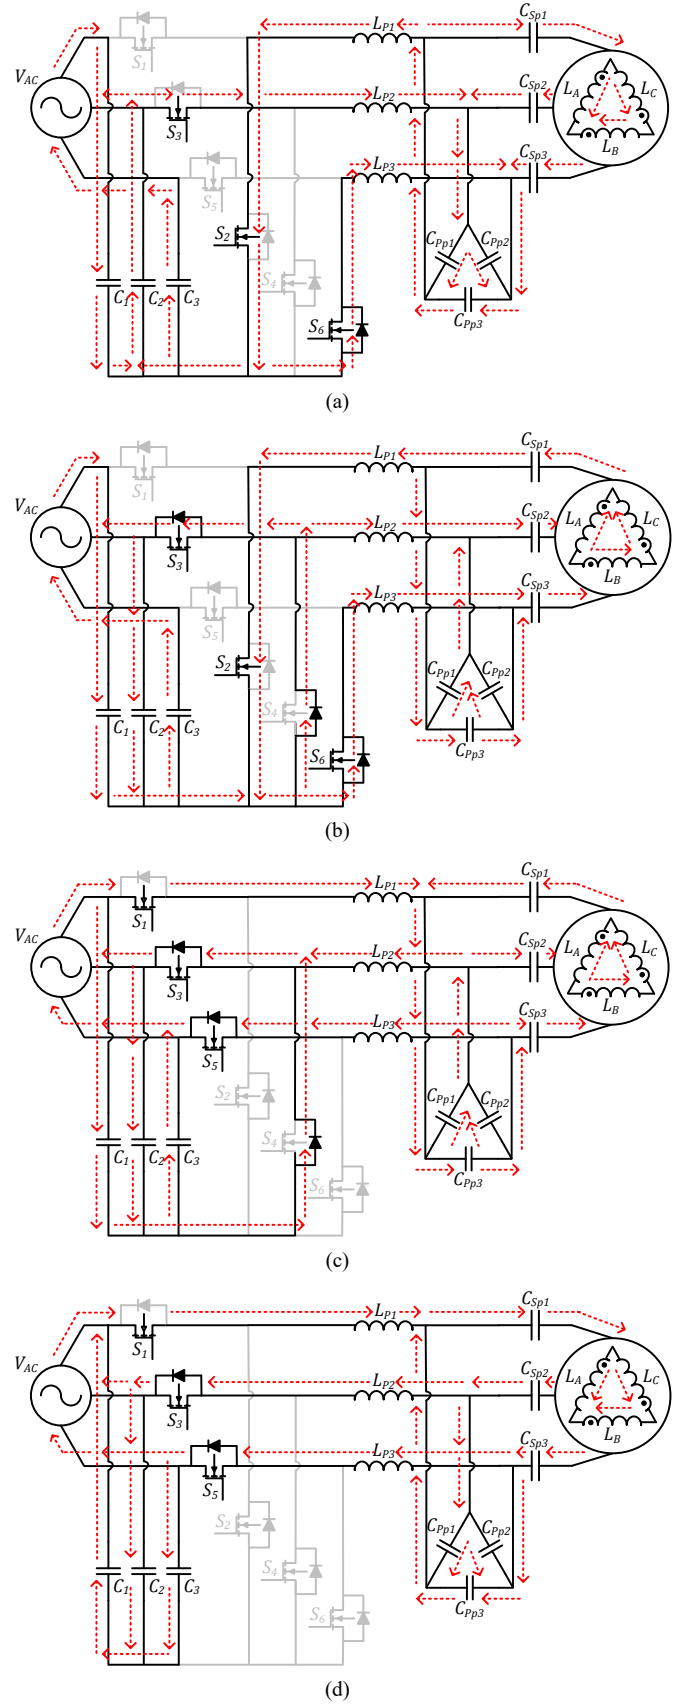 L_P1 C_Sp1
S_1
V_AC
L_P2 C_Sp2 L_A L_C
S_3
L_B
L_P3 C_Sp3
S_5
S_2 C_Pp1 C_Pp2
S_4
C_1 C_2 C_3
S_6 C_Pp3
(a)
L_P1 C_Sp1
S_1
V_AC
L_P2 C_Sp2 L_A L_C
S_3
L_B
L_P3 C_Sp3
S_5
S_2 C_Pp1 C_Pp2
S_4
C_1 C_2 C_3
S_6 C_Pp3
(b)
L_P1 C_Sp1
S_1
V_AC
L_P2 C_Sp2 L_A L_C
S_3
L_B
L_P3 C_Sp3
S_5
S_2 C_Pp1 C_Pp2
S_4
C_1 C_2 C_3
S_6 C_Pp3
(c)
L_P1 C_Sp1
S_1
V_AC
L_P2 C_Sp2 L_A L_C
S_3
L_B
L_P3 C_Sp3
S_5
S_2 C_Pp1 C_Pp2
S_4
C_1 C_2 C_3
S_6 C_Pp3
(d)